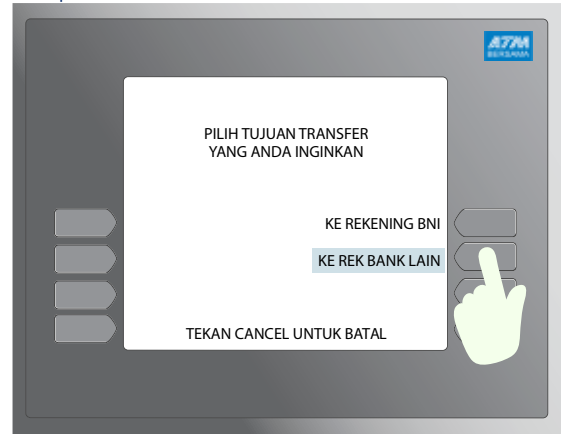 ATM
BERSAMA
PILIH TUJUAN TRANSFER
YANG ANDA INGINKAN
KE REKENING BNI
KE REK BANK LAIN
TEKAN CANCEL UNTUK BATAL